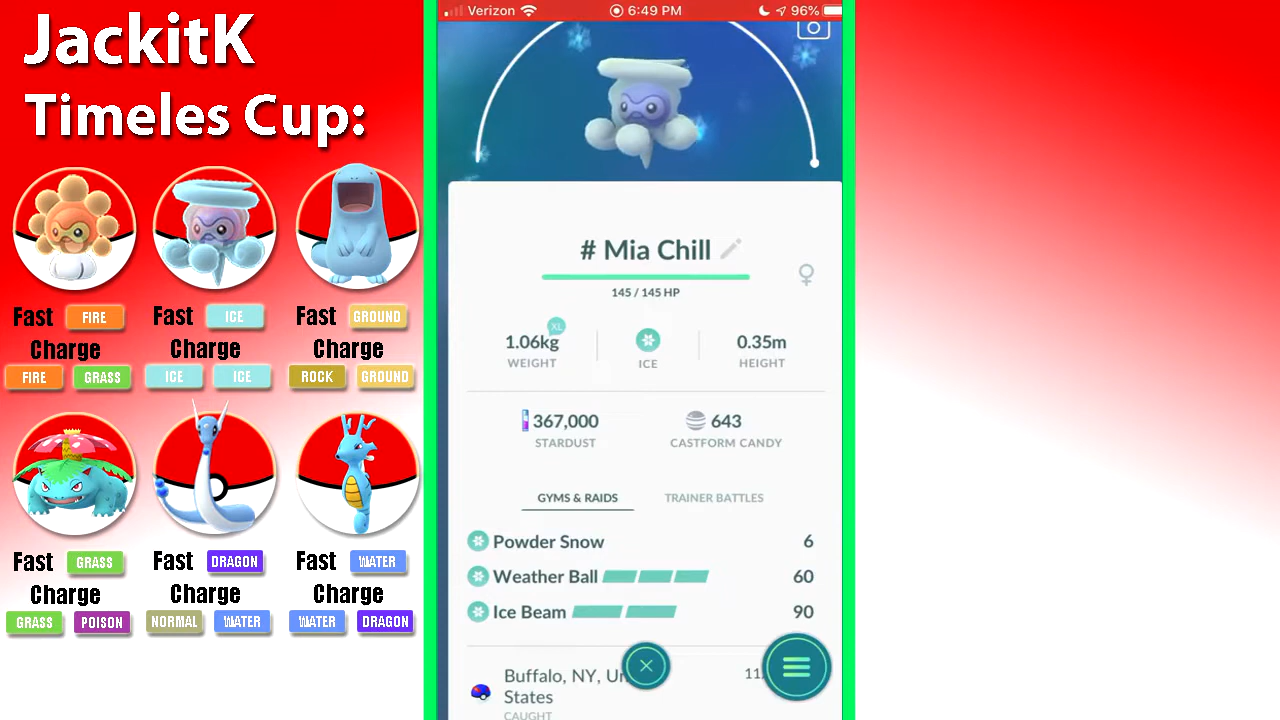 JackitK
Timeles Cup:
Fast FIRE
Charge
FIRE GRASS
Fast ICE
Charge
ICE ICE
Fast GROUND
Charge
ROCK GROUND
Fast GRASS
Charge
GRASS POISON
Fast DRAGON
Charge
NORMAL WATER
Fast WATER
Charge
WATER DRAGON
Verizon 6:49 PM 96%
# Mia Chill
145 / 145 HP
XL
1.06kg 0.35m
WEIGHT ICE HEIGHT
367,000 643
STARDUST CASTFORM CANDY
GYMS & RAIDS TRAINER BATTLES
Powder Snow 6
Weather Ball 60
Ice Beam 90
Buffalo, NY,
States
CAUGHT